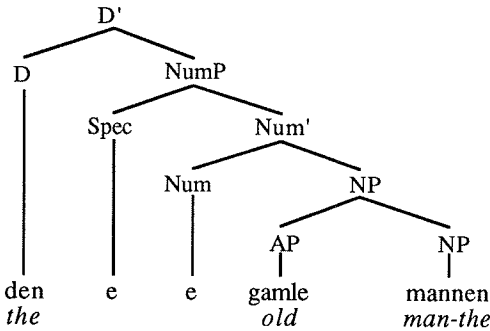 D'
D NumP
Spec Num'
Num NP
AP NP
den e e gamle mannen
the old man-the